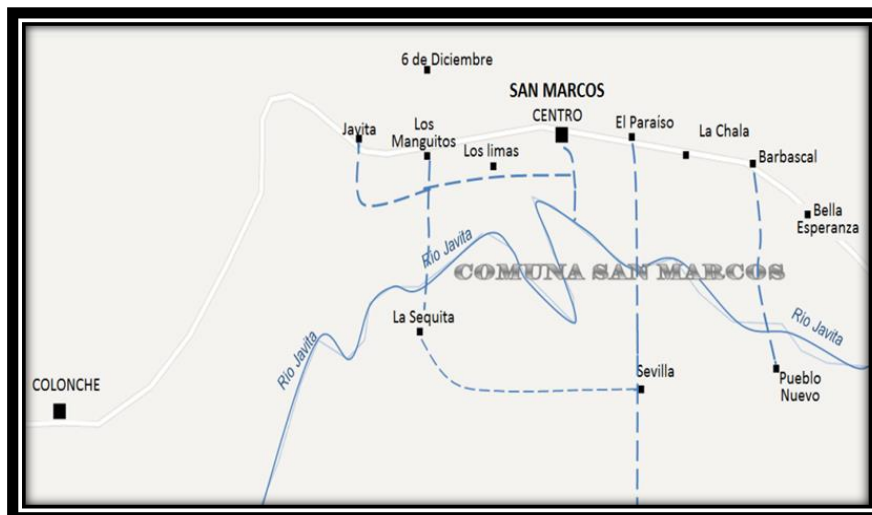 6 de Diciembre
SAN MARCOS
CENTRO
El Paraíso
Javita
Los
Manguitos
Los limas
La Chala
Barbascal
Bella
Esperanza
Rio Javita
COMUNA SAN MARCOS
Rio Javita
La Sequita
Rio Javita
Sevilla
Pueblo
Nuevo
COLONCHE